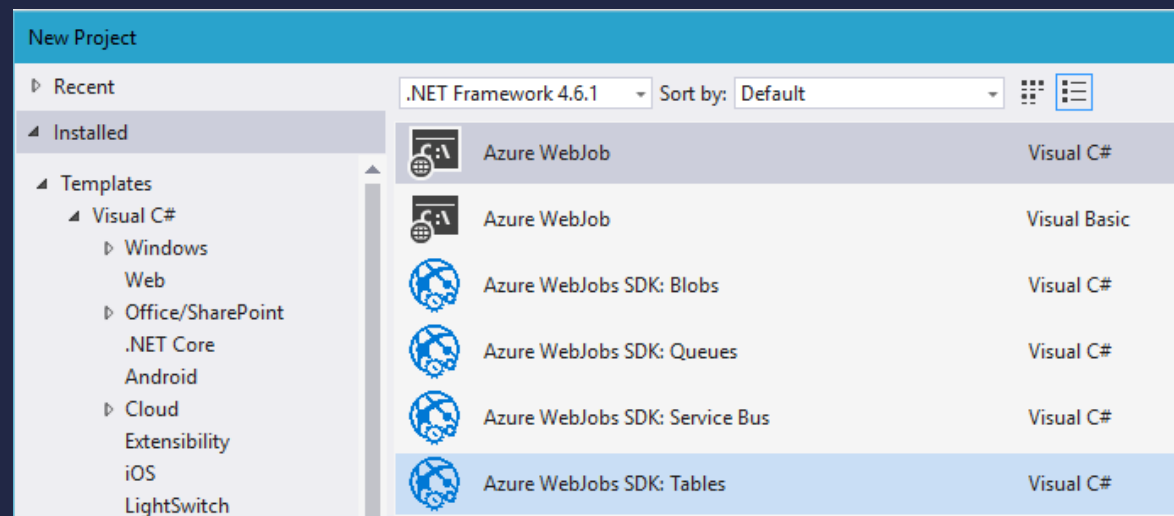 New Project
Recent
Installed
Templates
Visual C#
Windows
Web
Office/SharePoint
.NET Core
Android
Cloud
Extensibility
iOS
LightSwitch
.NET Framework 4.6.1 Sort by: Default
C:\ Azure WebJob Visual C#
C:\ Azure WebJob Visual Basic
Azure WebJobs SDK: Blobs Visual C#
Azure WebJobs SDK: Queues Visual C#
Azure WebJobs SDK: Service Bus Visual C#
Azure WebJobs SDK: Tables Visual C#